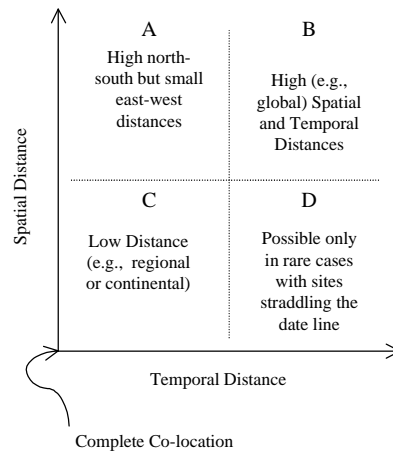 A
High north-
south but small
east-west
distances
B
High (e.g.,
global) Spatial
and Temporal
Distances
Spatial Distance
C
Low Distance
(e.g., regional
or continental)
D
Possible only
in rare cases
with sites
straddling the
date line
Temporal Distance
Complete Co-location